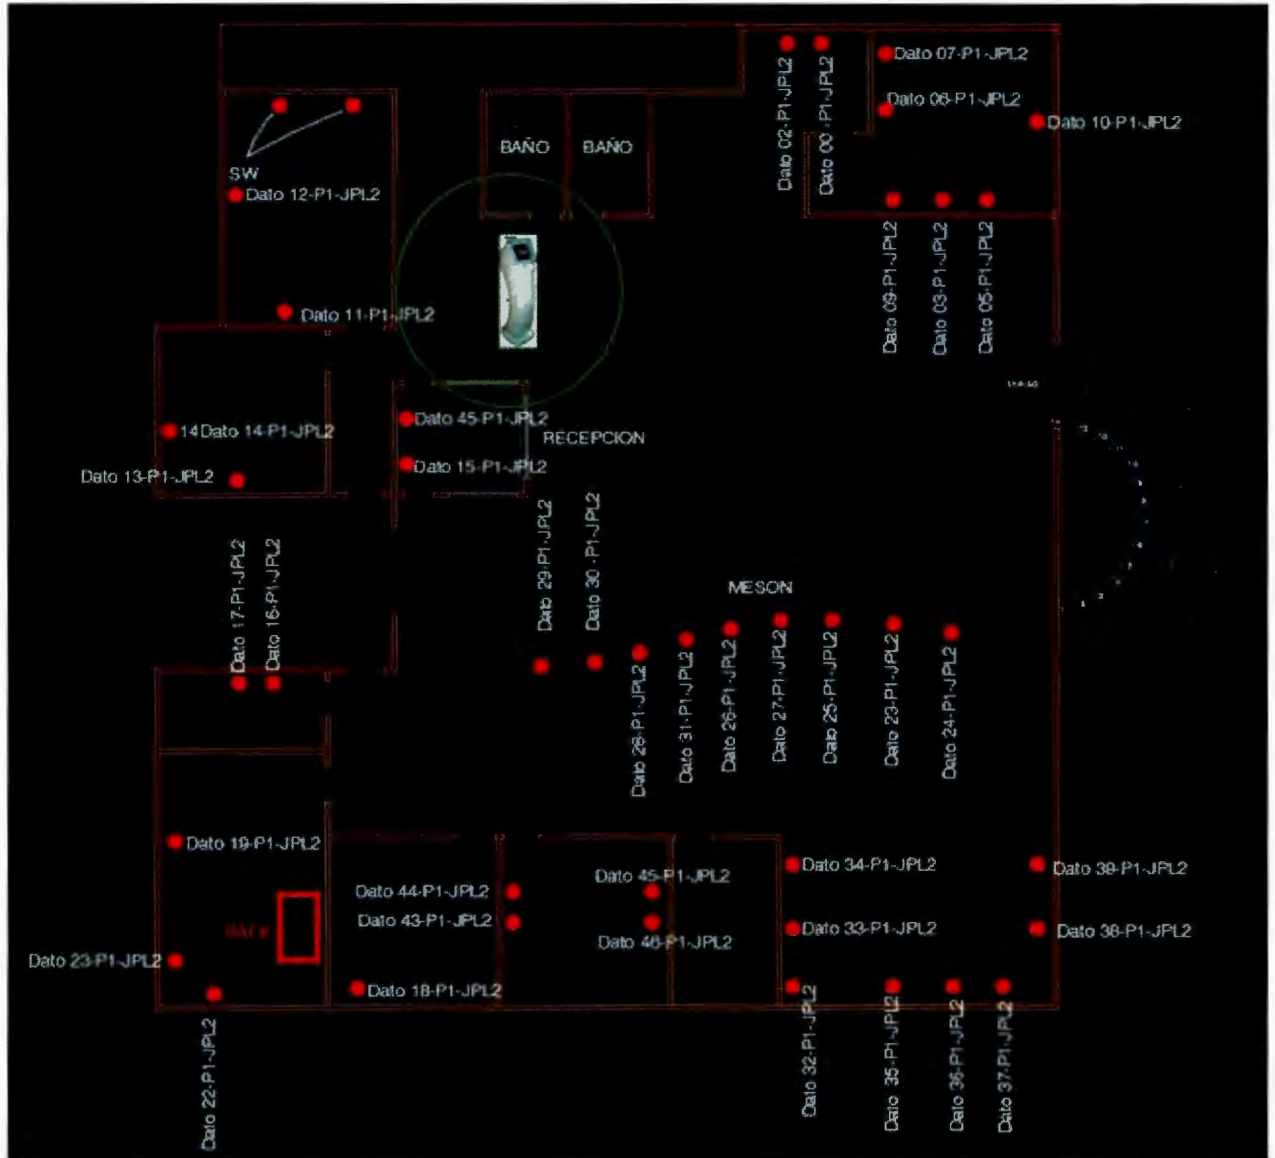 Dato 02-P1-JPL2
Dato 00-P1-JPL2
Dato 07-P1-JPL2
Dato 06-P1-JPL2
Dato 10-P1-JPL2
BAÑO
BAÑO
SW
Dato 12-P1-JPL2
Dato 09-P1-JPL2
Dato 03-P1-JPL2
Dato 05-P1-JPL2
Dato 11-P1-JPL2
Dato 45-P1-JPL2
14Dato 14-P1-JPL2
RECEPCION
Dato 15-P1-JPL2
Dato 13-P1-JPL2
Dato 29-P1-JPL2
Dato 30 -P1-JPL2
Dato 17-P1-JPL2
Dato 16-P1-JPL2
MESON
Dato 28-P1-JPL2
Dato 31-P1-JPL2
Dato 26-P1-JPL2
Dato 27-P1-JPL2
Dato 25-P1-JPL2
Dato 23-P1-JPL2
Dato 24-P1-JPL2
Dato 19-P1-JPL2
Dato 34-P1-JPL2
Dato 39-P1-JPL2
Dato 44-P1-JPL2
Dato 45-P1-JPL2
Dato 43-P1-JPL2
Dato 46-P1-JPL2
Dato 33-P1-JPL2
Dato 38-P1-JPL2
Dato 23-P1-JPL2
Dato 18-P1-JPL2
Dato 22-P1-JPL2
Dato 32-P1-JPL2
Dato 35-P1-JPL2
Dato 36-P1-JPL2
Dato 37-P1-JPL2